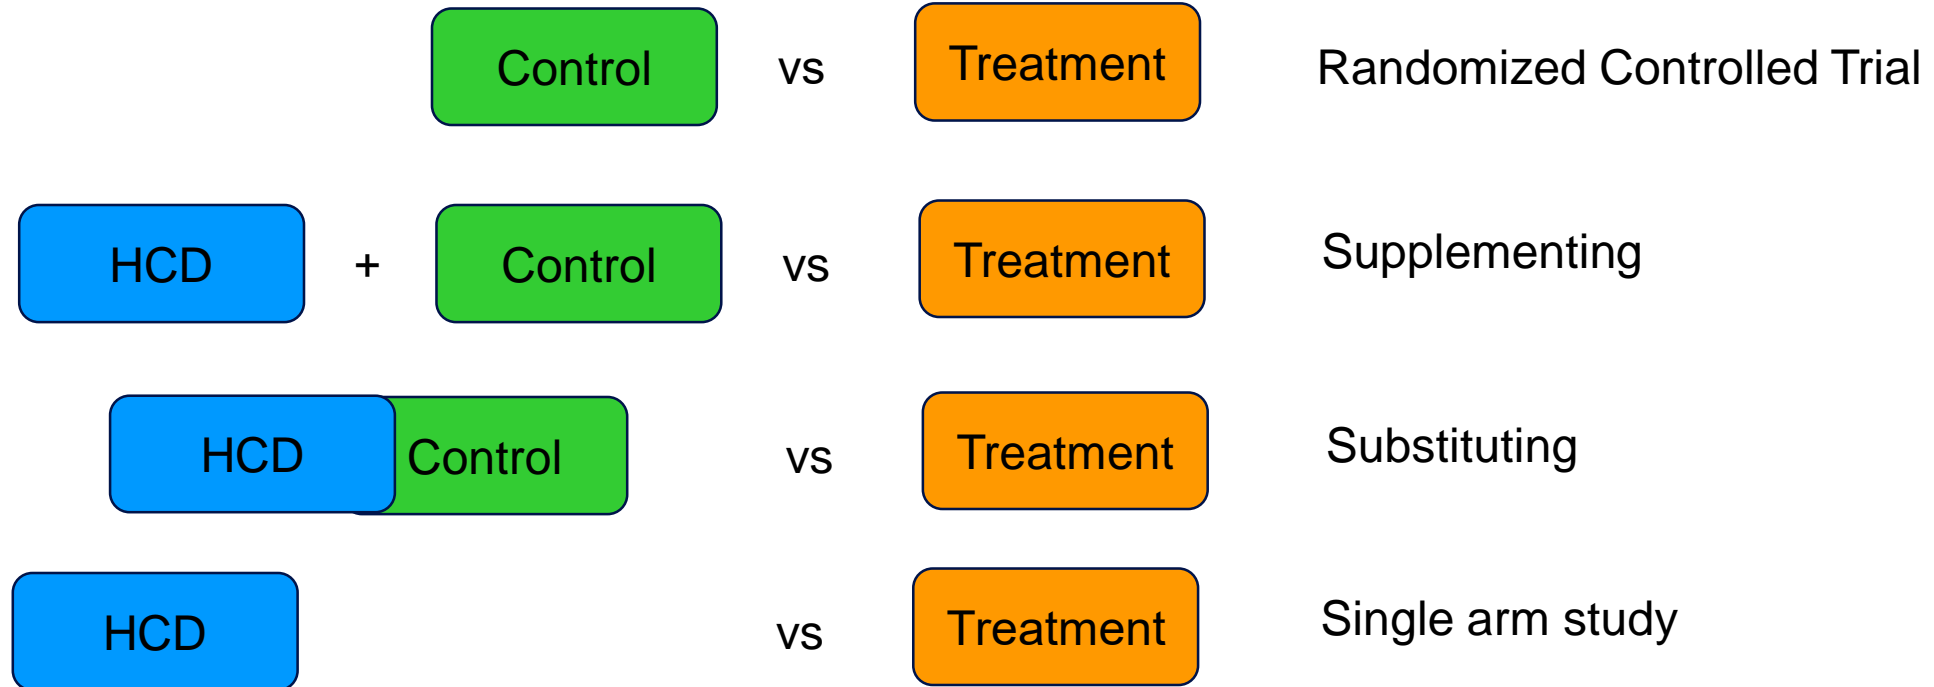 Control vs Treatment Randomized Controlled Trial
HCD + Control vs Treatment Supplementing
HCD Control vs Treatment Substituting
HCD vs Treatment Single arm study